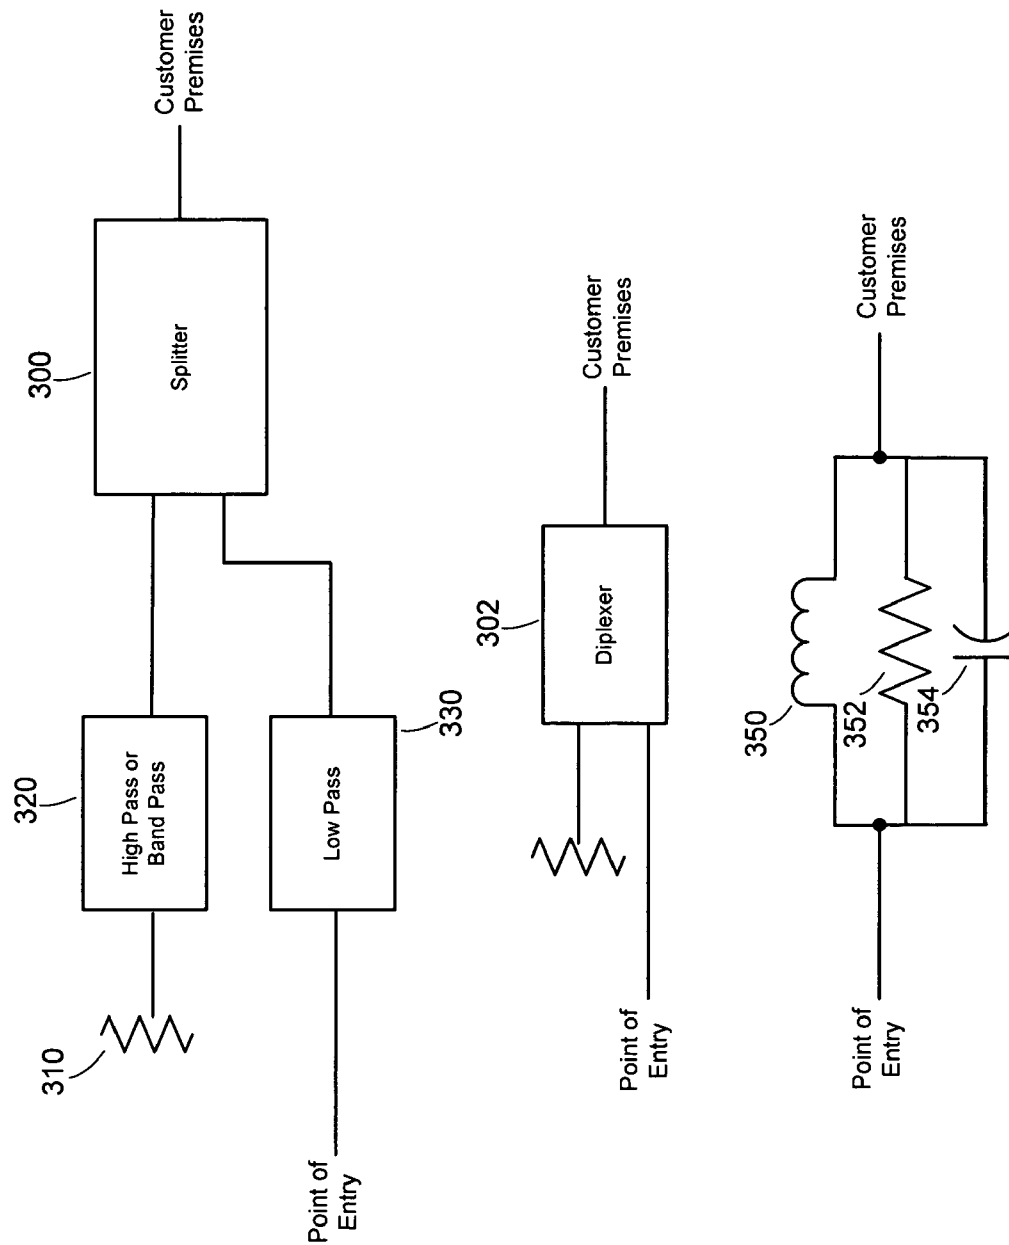 Customer
Premises
300
Splitter
320
High Pass or
Band Pass
330
Low Pass
310
Point of
Entry
Customer
Premises
302
Diplexer
Point of
Entry
Customer
Premises
350
352
354
Point of
Entry